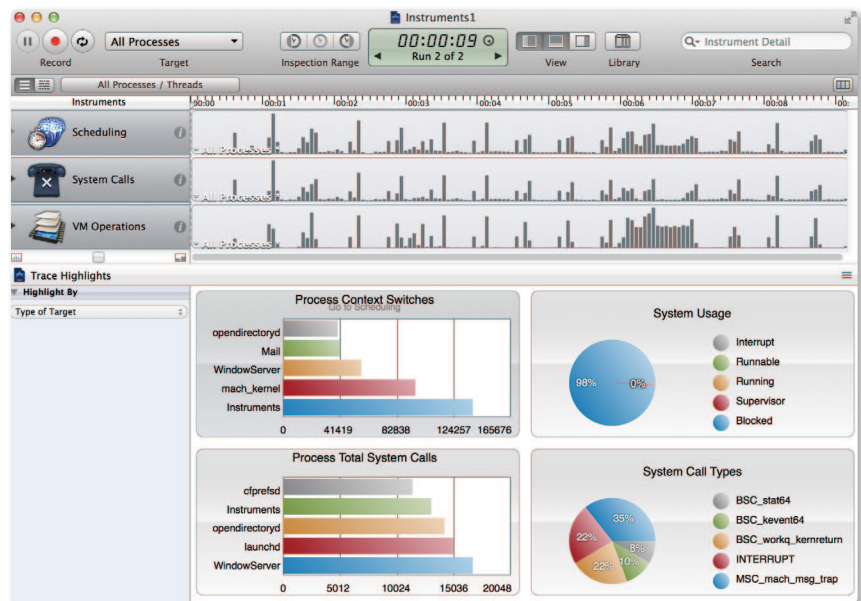 Instruments1
All Processes
00:00:09
Run 2 of 2
Instrument Detail
Record
Target
Inspection Range
View
Library
Search
All Processes / Threads
Instruments
00:00 00:01 00:02 00:03 00:04 00:05 00:06 00:07 00:08 00:
Scheduling
All Processes
System Calls
All Processes
VM Operations
All Processes
Trace Highlights
Highlight By
Type of Target
Process Context Switches
Go to Scheduling
opendirectoryd
Mail
WindowServer
mach_kernel
Instruments
0 41419 82838 124257 165676
System Usage
98%
0%
Interrupt
Runnable
Running
Supervisor
Blocked
Process Total System Calls
cfprefsd
Instruments
opendirectoryd
launchd
WindowServer
0 5012 10024 15036 20048
System Call Types
35%
22%
22%
10%
8%
BSC_stat64
BSC_kevent64
BSC_workq_kernreturn
INTERRUPT
MSC_mach_msg_trap